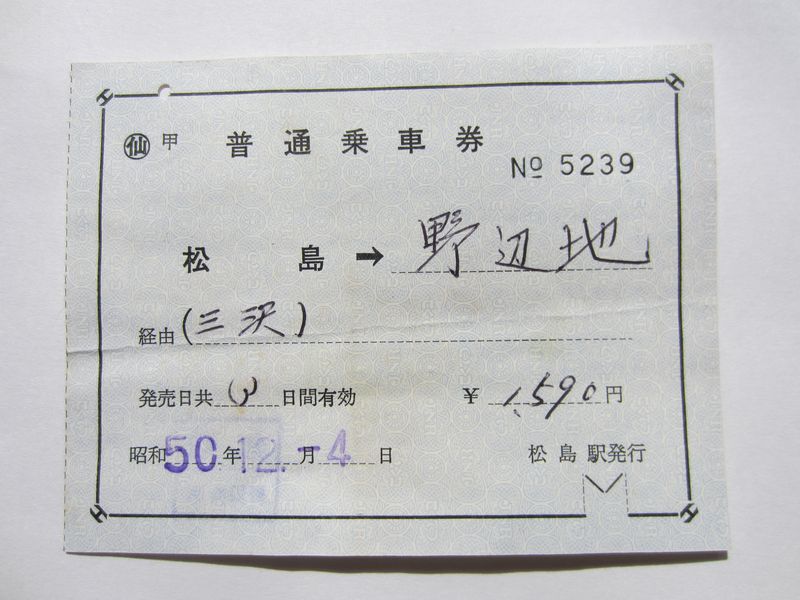 仙 甲 普通乗車券
No 5239
松島 → 野辺地
経由 (三沢)
発売日共 3 日間有効 ¥ 1,590 円
昭和 50 年 12 月 -4 日 松島駅発行